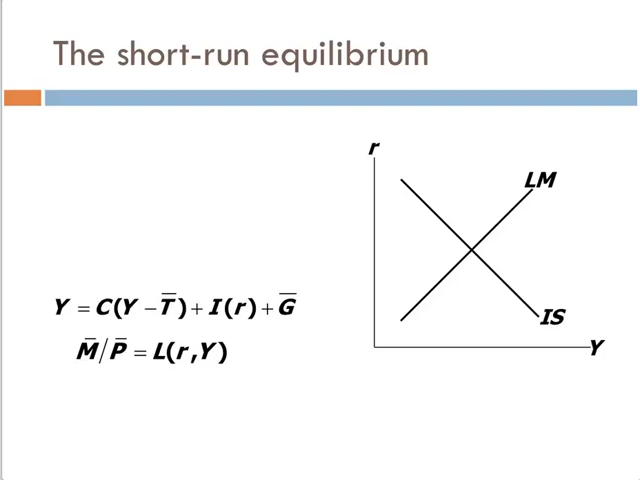 The short-run equilibrium
r
LM
Y = C(Y − T̅) + I(r) + G̅
IS
Y
M̅/P̅ = L(r,Y)